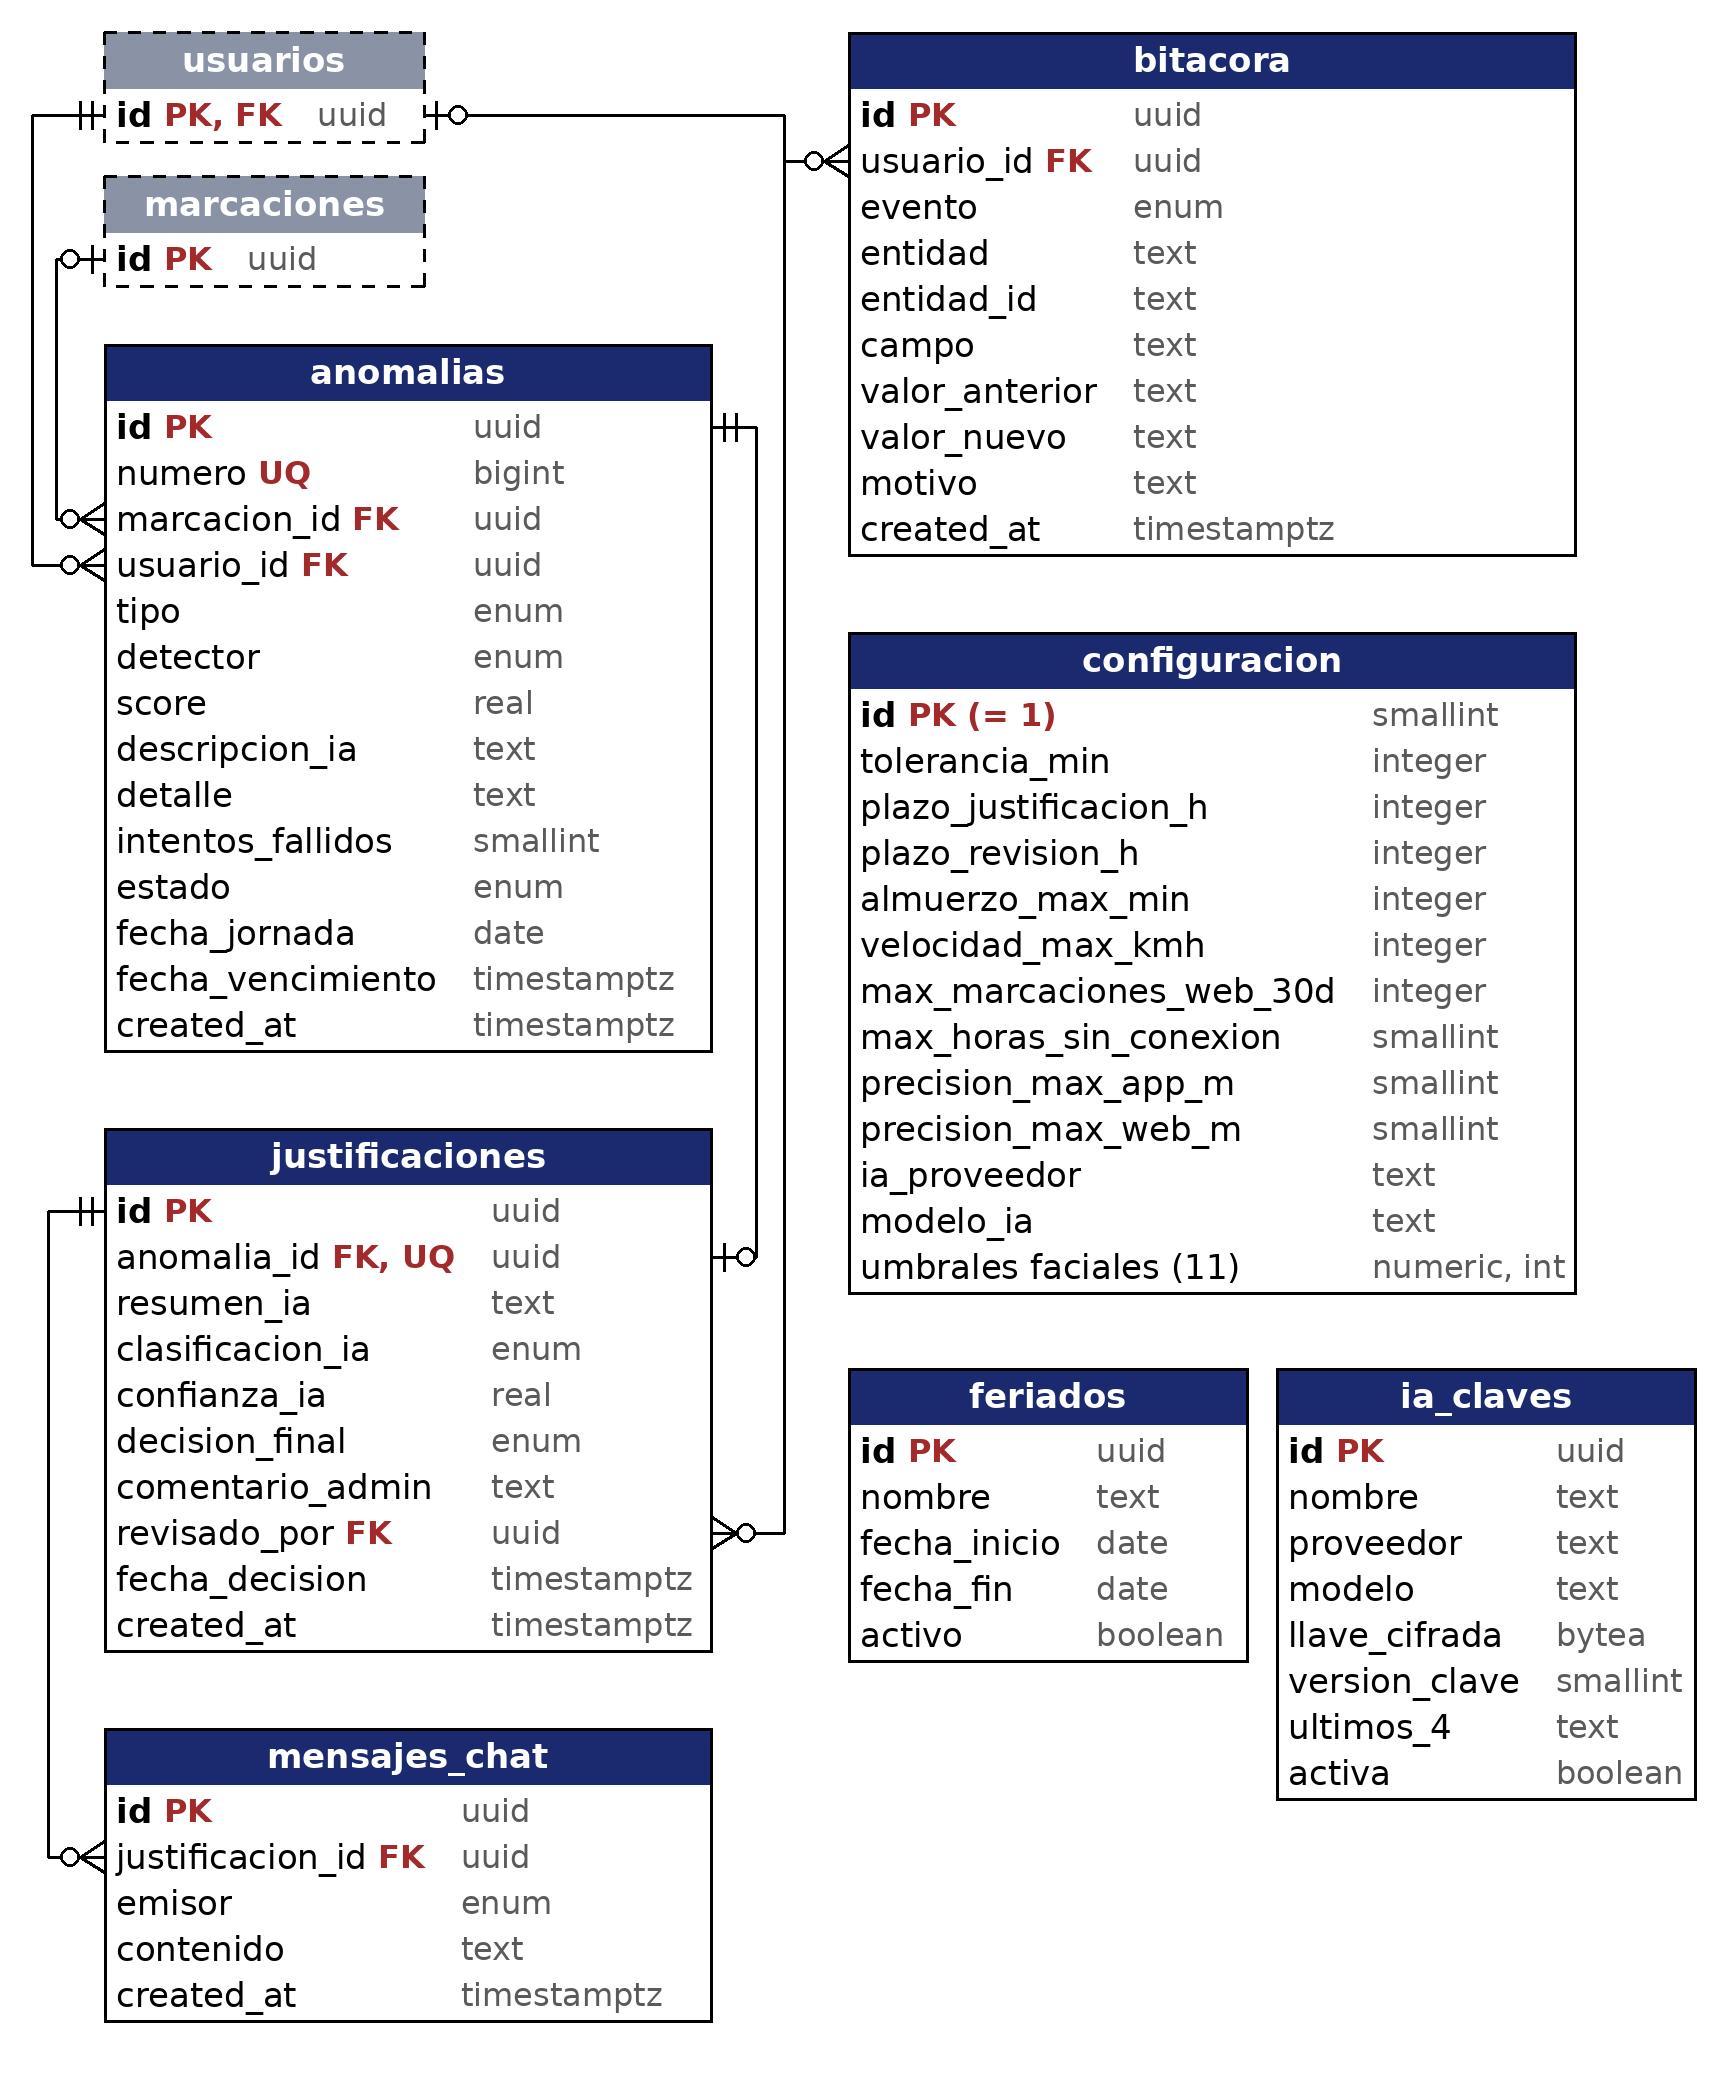 usuarios
id PK, FK uuid
marcaciones
id PK uuid
anomalias
id PK uuid
numero UQ bigint
marcacion_id FK uuid
usuario_id FK uuid
tipo enum
detector enum
score real
descripcion_ia text
detalle text
intentos_fallidos smallint
estado enum
fecha_jornada date
fecha_vencimiento timestamptz
created_at timestamptz
justificaciones
id PK uuid
anomalia_id FK, UQ uuid
resumen_ia text
clasificacion_ia enum
confianza_ia real
decision_final enum
comentario_admin text
revisado_por FK uuid
fecha_decision timestamptz
created_at timestamptz
mensajes_chat
id PK uuid
justificacion_id FK uuid
emisor enum
contenido text
created_at timestamptz
bitacora
id PK uuid
usuario_id FK uuid
evento enum
entidad text
entidad_id text
campo text
valor_anterior text
valor_nuevo text
motivo text
created_at timestamptz
configuracion
id PK (= 1) smallint
tolerancia_min integer
plazo_justificacion_h integer
plazo_revision_h integer
almuerzo_max_min integer
velocidad_max_kmh integer
max_marcaciones_web_30d integer
max_horas_sin_conexion smallint
precision_max_app_m smallint
precision_max_web_m smallint
ia_proveedor text
modelo_ia text
umbrales faciales (11) numeric, int
feriados
id PK uuid
nombre text
fecha_inicio date
fecha_fin date
activo boolean
ia_claves
id PK uuid
nombre text
proveedor text
modelo text
llave_cifrada bytea
version_clave smallint
ultimos_4 text
activa boolean